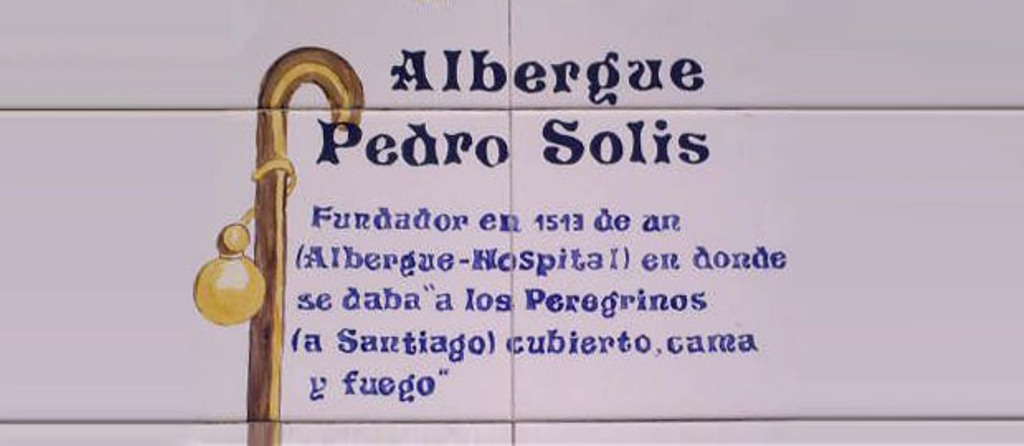 Albergue
Pedro Solis
Fundador en 1513 de un
(Albergue-Hospital) en donde
se daba "a los Peregrinos
(a Santiago) cubierto, cama
y fuego"